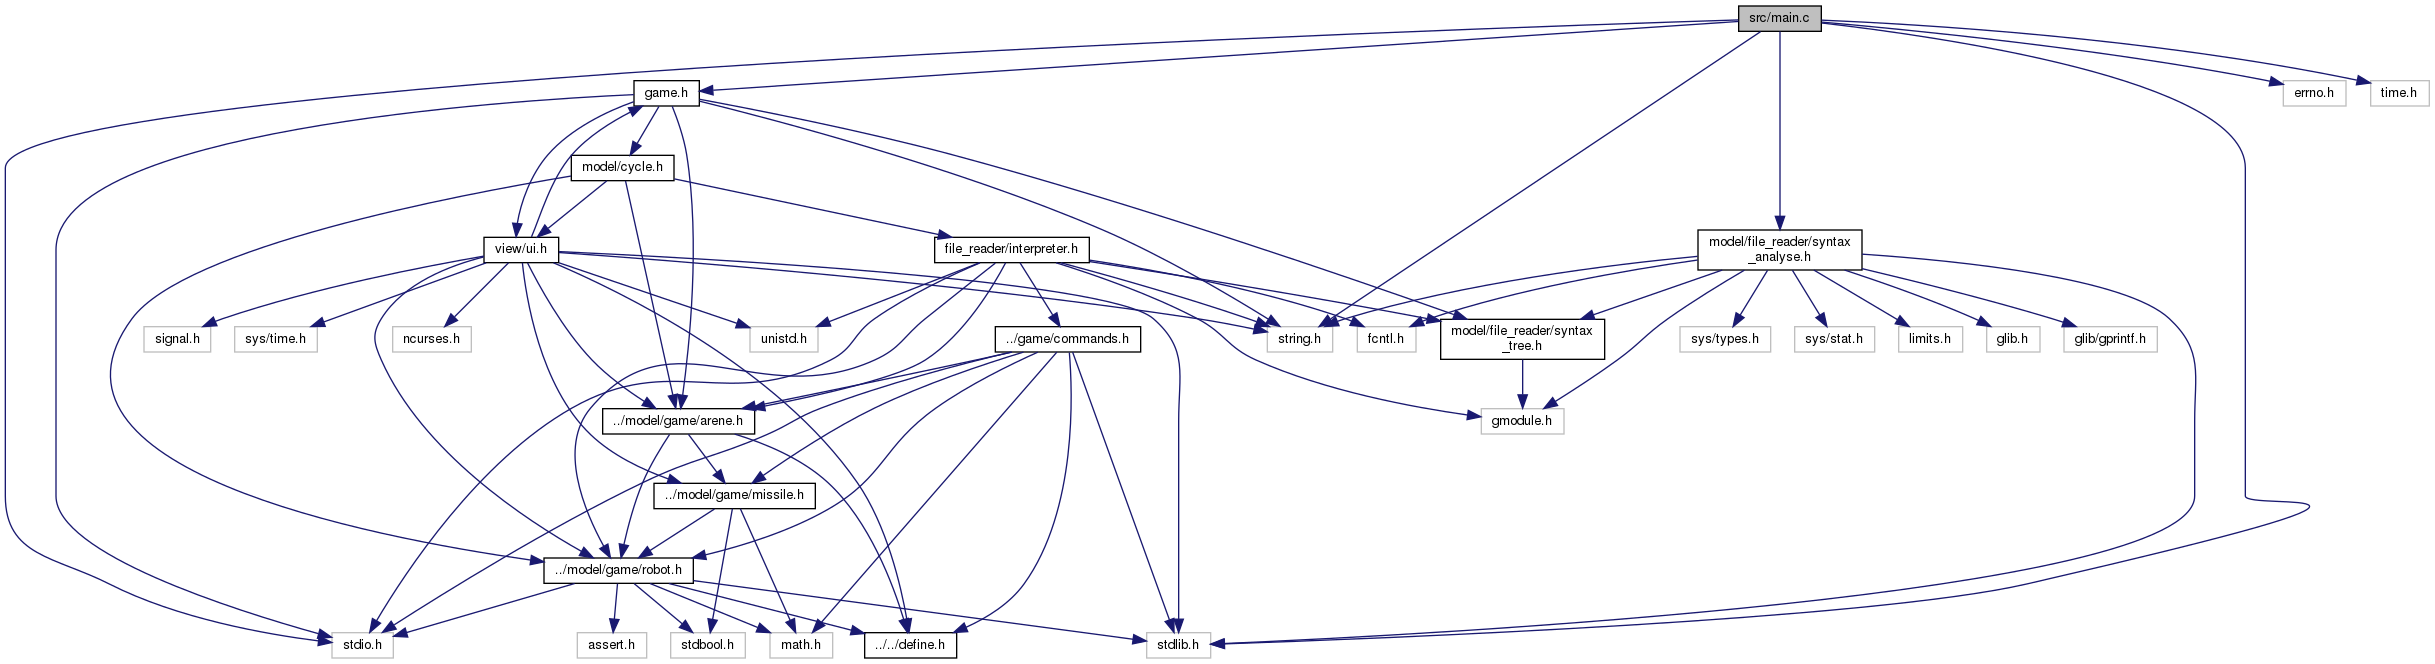 src/main.c
game.h
errno.h
time.h
model/cycle.h
view/ui.h
file_reader/interpreter.h
model/file_reader/syntax
_analyse.h
signal.h
sys/time.h
ncurses.h
unistd.h
../game/commands.h
string.h
fcntl.h
model/file_reader/syntax
_tree.h
sys/types.h
sys/stat.h
limits.h
glib.h
glib/gprintf.h
../model/game/arene.h
gmodule.h
../model/game/missile.h
../model/game/robot.h
stdio.h
assert.h
stdbool.h
math.h
../../define.h
stdlib.h